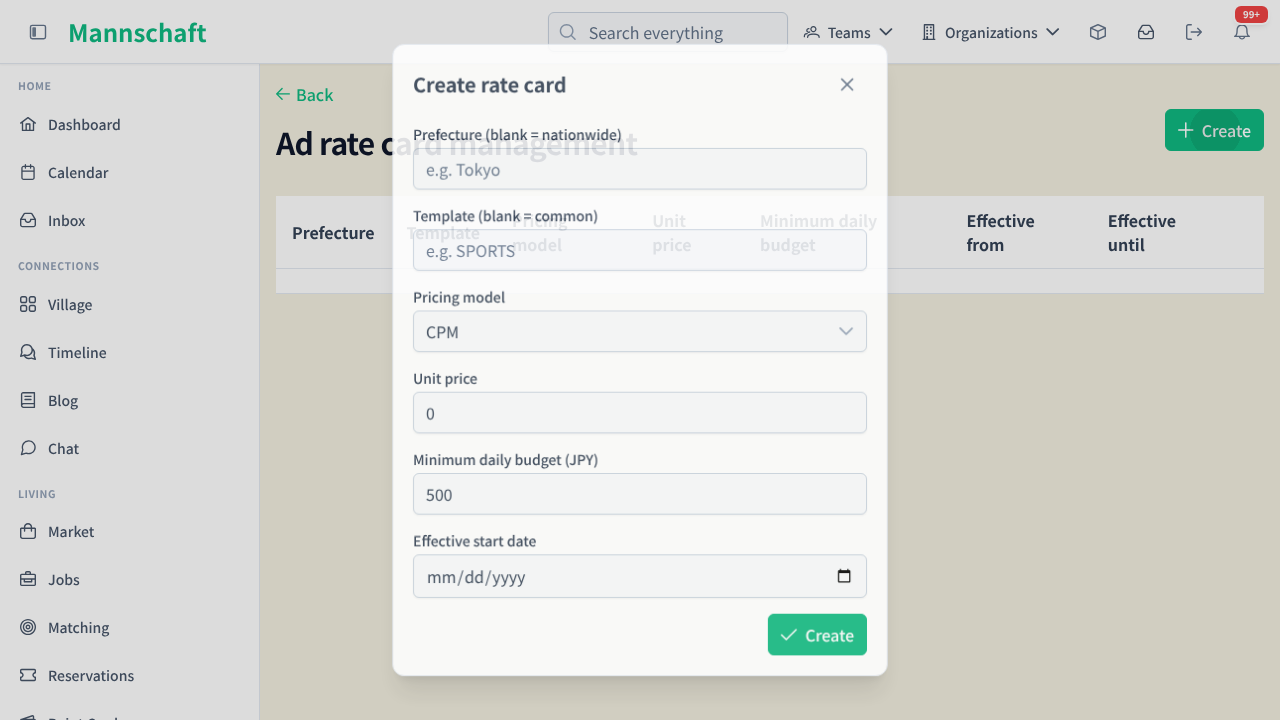 Mannschaft
Search everything
Teams
Organizations
99+
HOME
Dashboard
Calendar
Inbox
CONNECTIONS
Village
Timeline
Blog
Chat
LIVING
Market
Jobs
Matching
Reservations
Back
Ad rate card management
Create
Prefecture
Template
Pricing model
Unit price
Minimum daily budget
Effective from
Effective until
Create rate card
Prefecture (blank = nationwide)
e.g. Tokyo
Template (blank = common)
e.g. SPORTS
Pricing model
CPM
Unit price
0
Minimum daily budget (JPY)
500
Effective start date
mm/dd/yyyy
Create